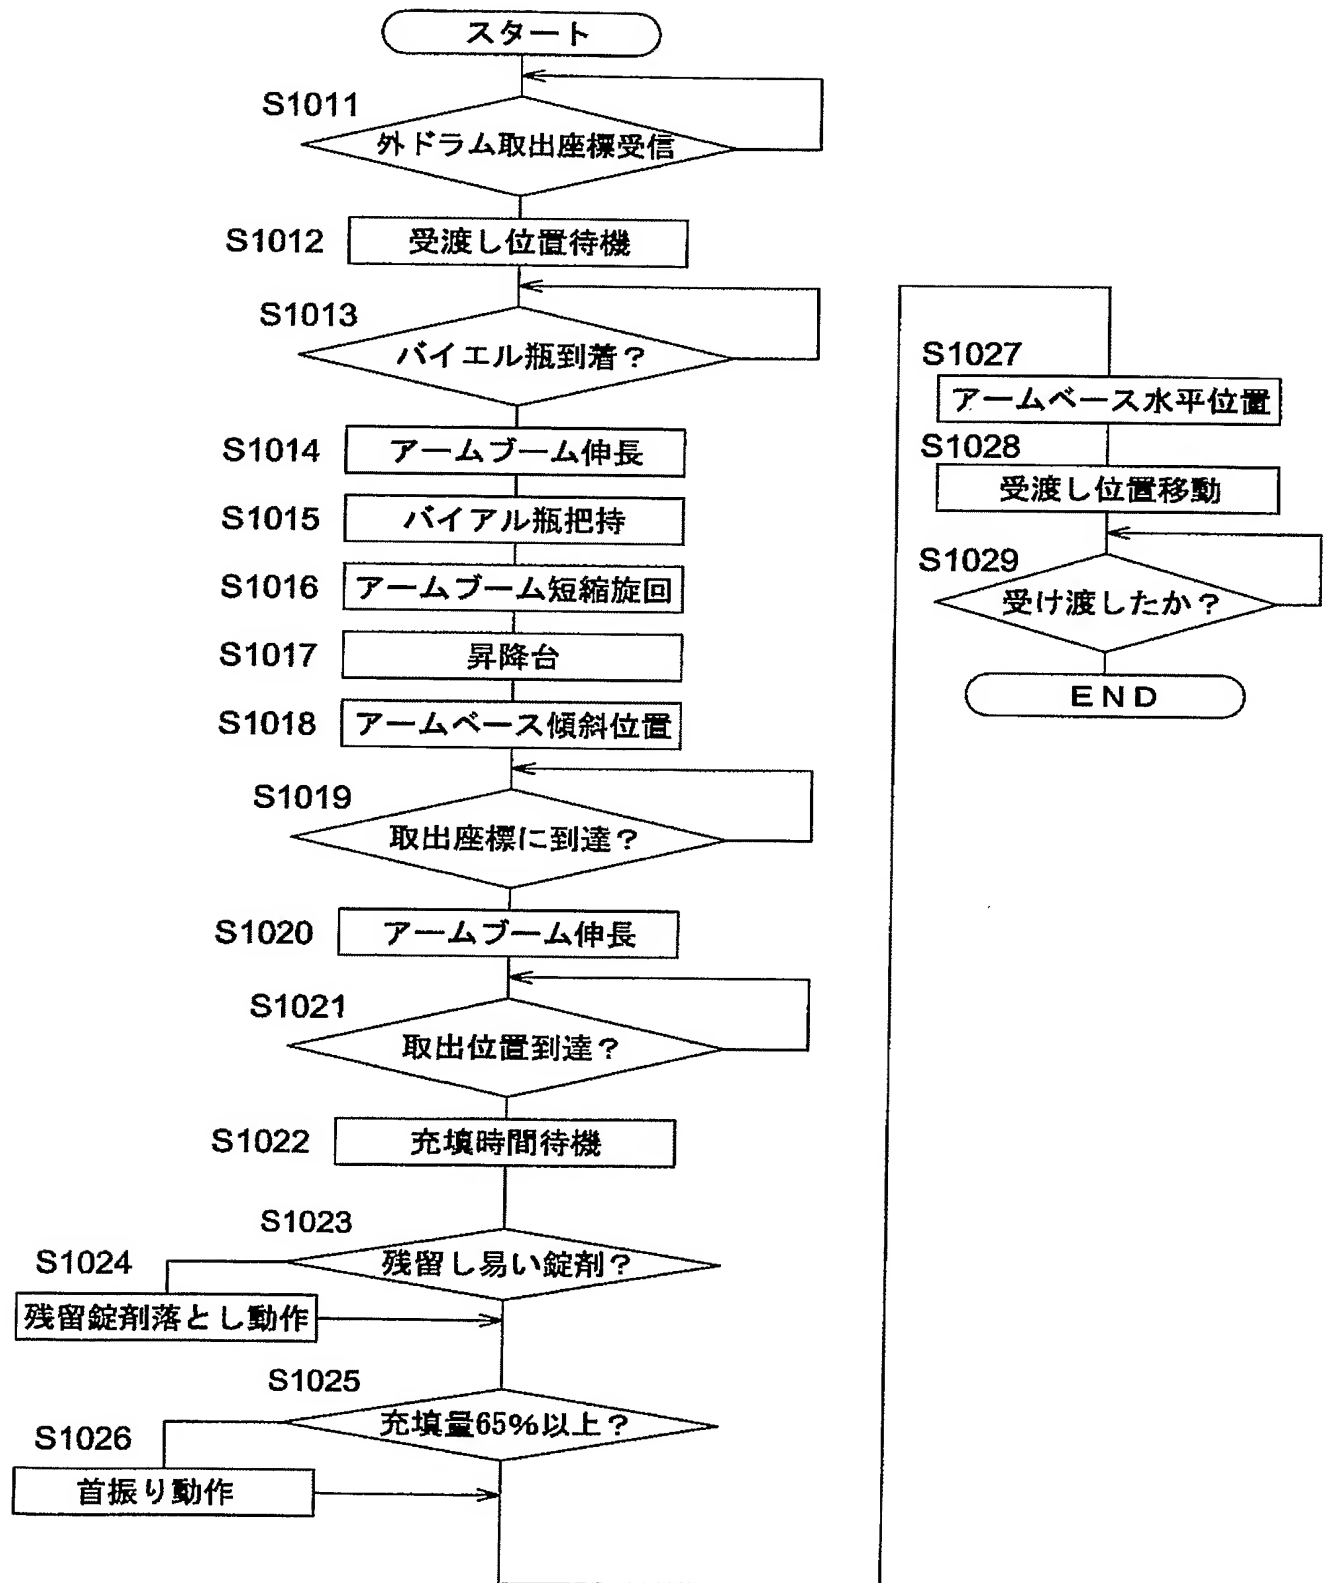 スタート
S1011
外ドラム取出座標受信
S1012
受渡し位置待機
S1013
バイエル瓶到着?
S1014
アームブーム伸長
S1015
バイアル瓶把持
S1016
アームブーム短縮旋回
S1017
昇降台
S1018
アームベース傾斜位置
S1019
取出座標に到達?
S1020
アームブーム伸長
S1021
取出位置到達?
S1022
充填時間待機
S1023
残留し易い錠剤?
S1024
残留錠剤落とし動作
S1025
充填量65%以上?
S1026
首振り動作
S1027
アームベース水平位置
S1028
受渡し位置移動
S1029
受け渡したか?
END